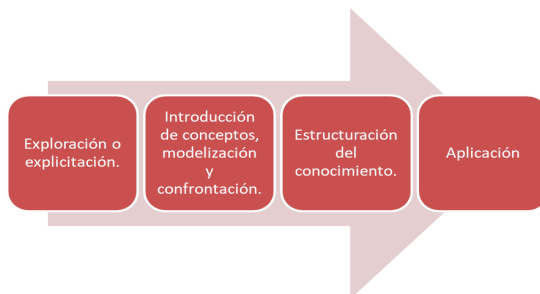 Exploración o
explicitación.
Introducción
de conceptos,
modelización
y
confrontación.
Estructuración
del
conocimiento.
Aplicación